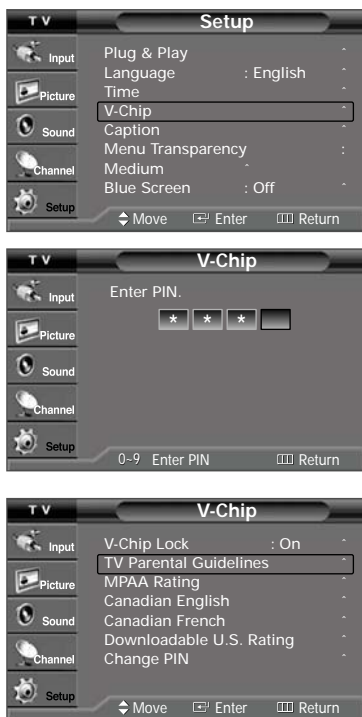 TV Setup
Input
Picture
Sound
Channel
Setup
Plug & Play
Language : English
Time
V-Chip
Caption
Menu Transparency :
Medium
Blue Screen : Off
Move Enter Return
TV V-Chip
Input
Picture
Sound
Channel
Setup
Enter PIN.
* * *
0~9 Enter PIN Return
TV V-Chip
Input
Picture
Sound
Channel
Setup
V-Chip Lock : On
TV Parental Guidelines
MPAA Rating
Canadian English
Canadian French
Downloadable U.S. Rating
Change PIN
Move Enter Return